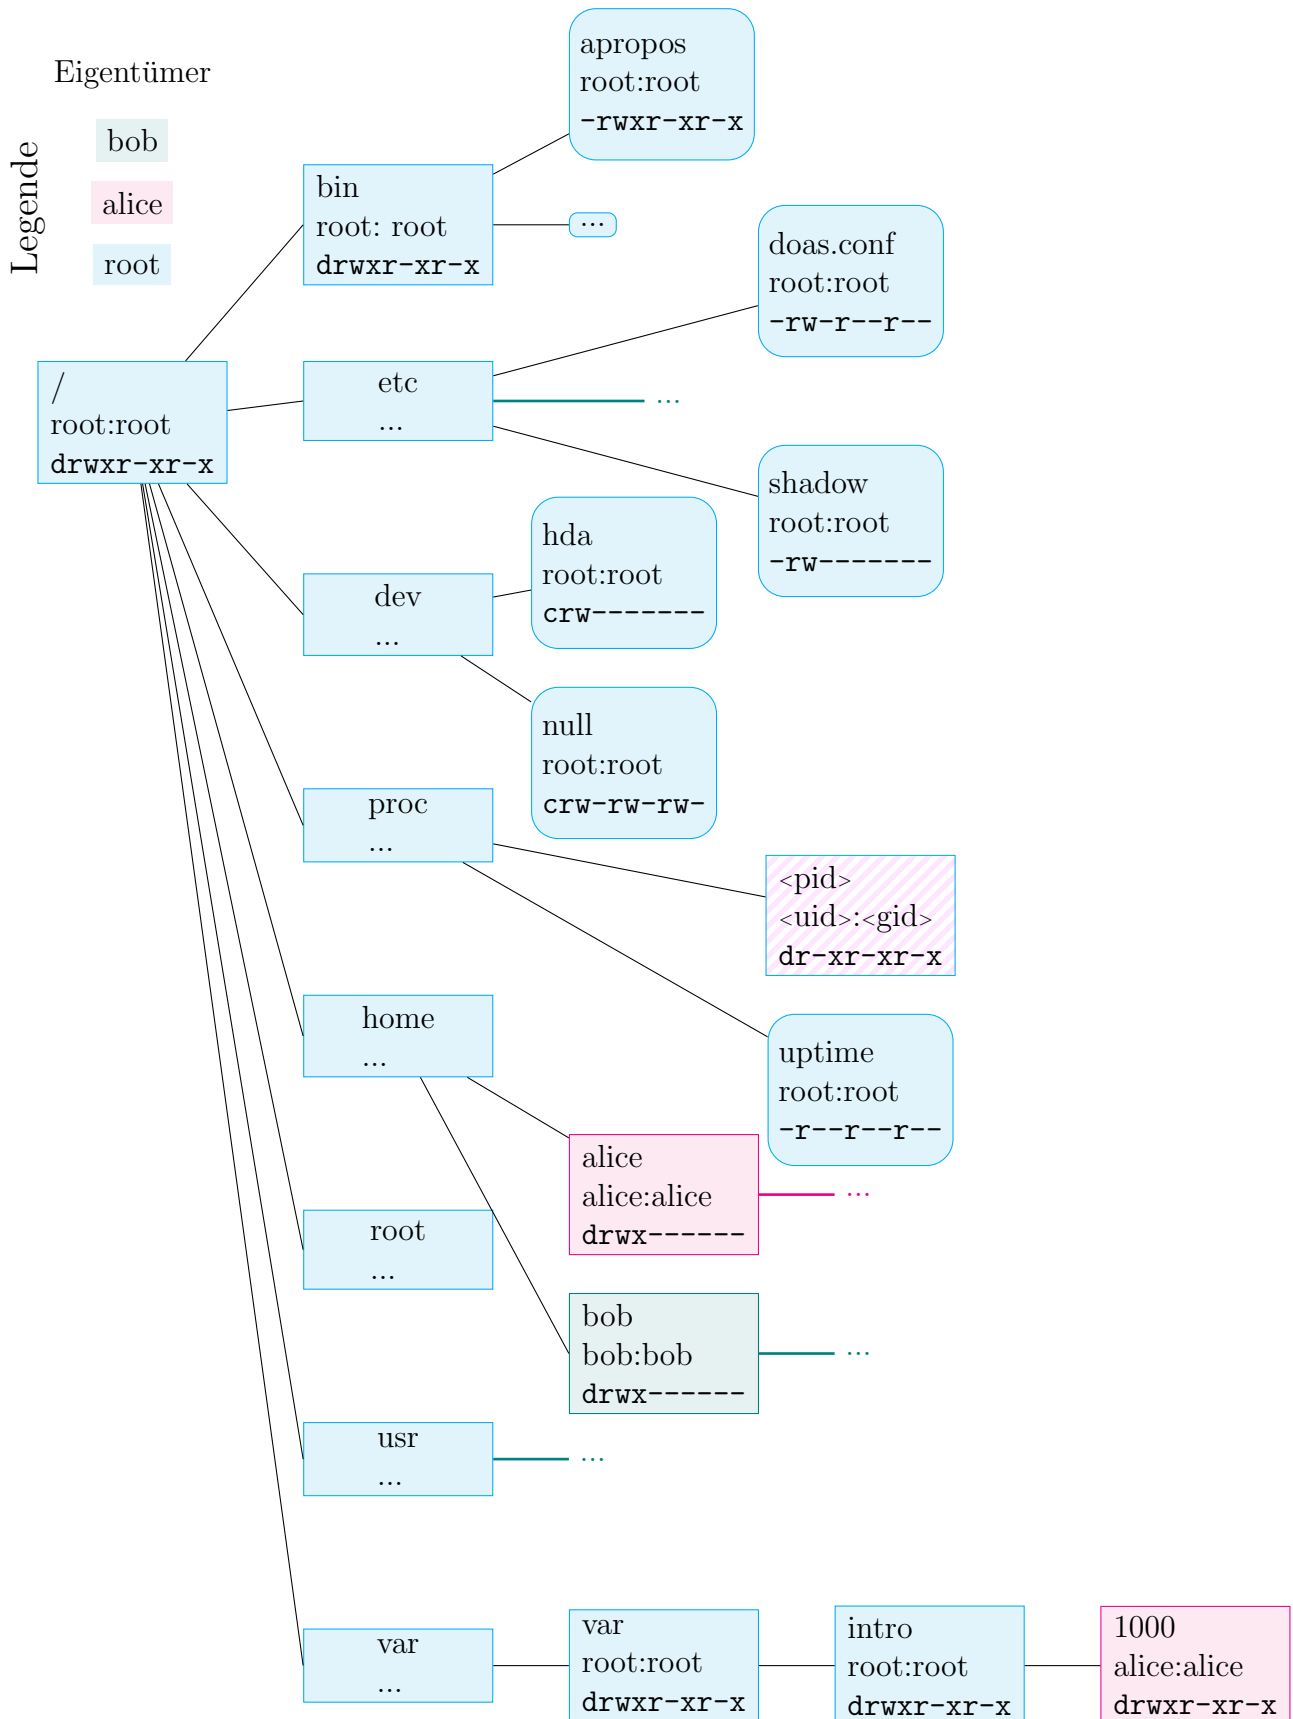 Legende
Eigentümer
bob
alice
root
/
root:root
drwxr-xr-x
bin
root: root
drwxr-xr-x
apropos
root:root
-rwxr-xr-x
...
etc
...
doas.conf
root:root
-rw-r--r--
...
shadow
root:root
-rw-------
dev
...
hda
root:root
crw-------
null
root:root
crw-rw-rw-
proc
...
<pid>
<uid>:<gid>
dr-xr-xr-x
uptime
root:root
-r--r--r--
home
...
alice
alice:alice
drwx------
...
bob
bob:bob
drwx------
...
root
...
usr
...
...
var
...
var
root:root
drwxr-xr-x
intro
root:root
drwxr-xr-x
1000
alice:alice
drwxr-xr-x